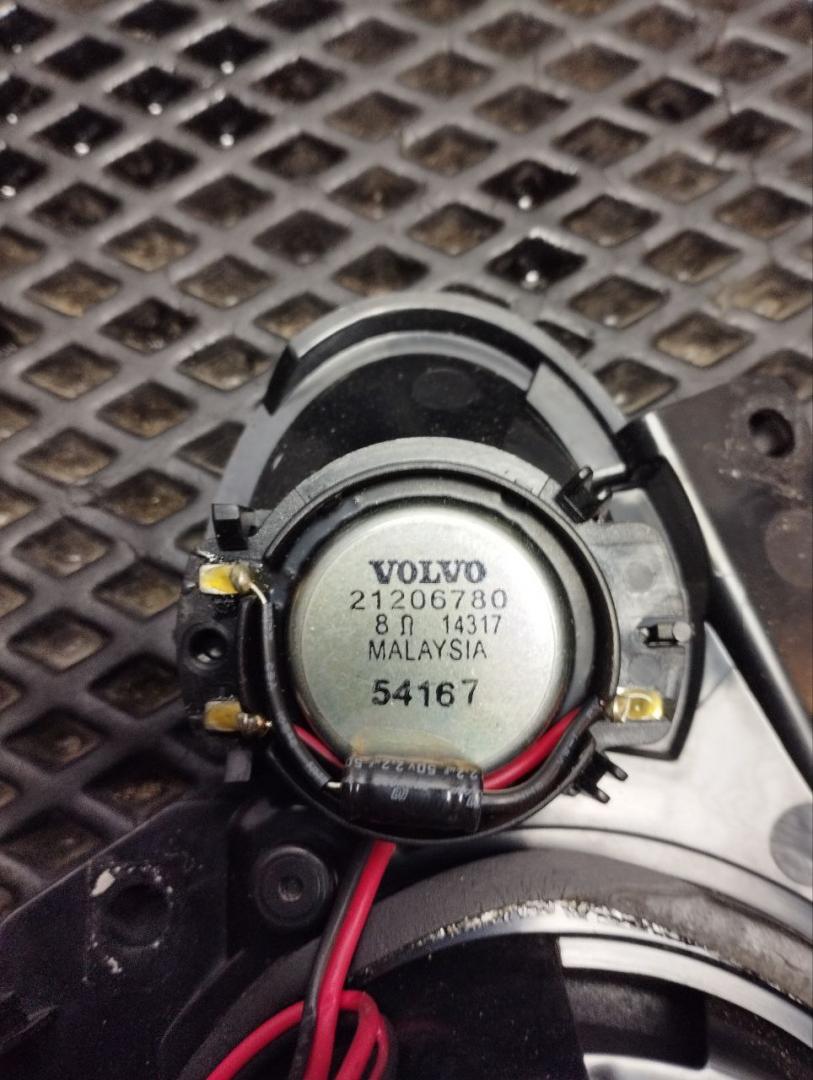 VOLVO
21206780
8 Ω 14317
MALAYSIA
54167